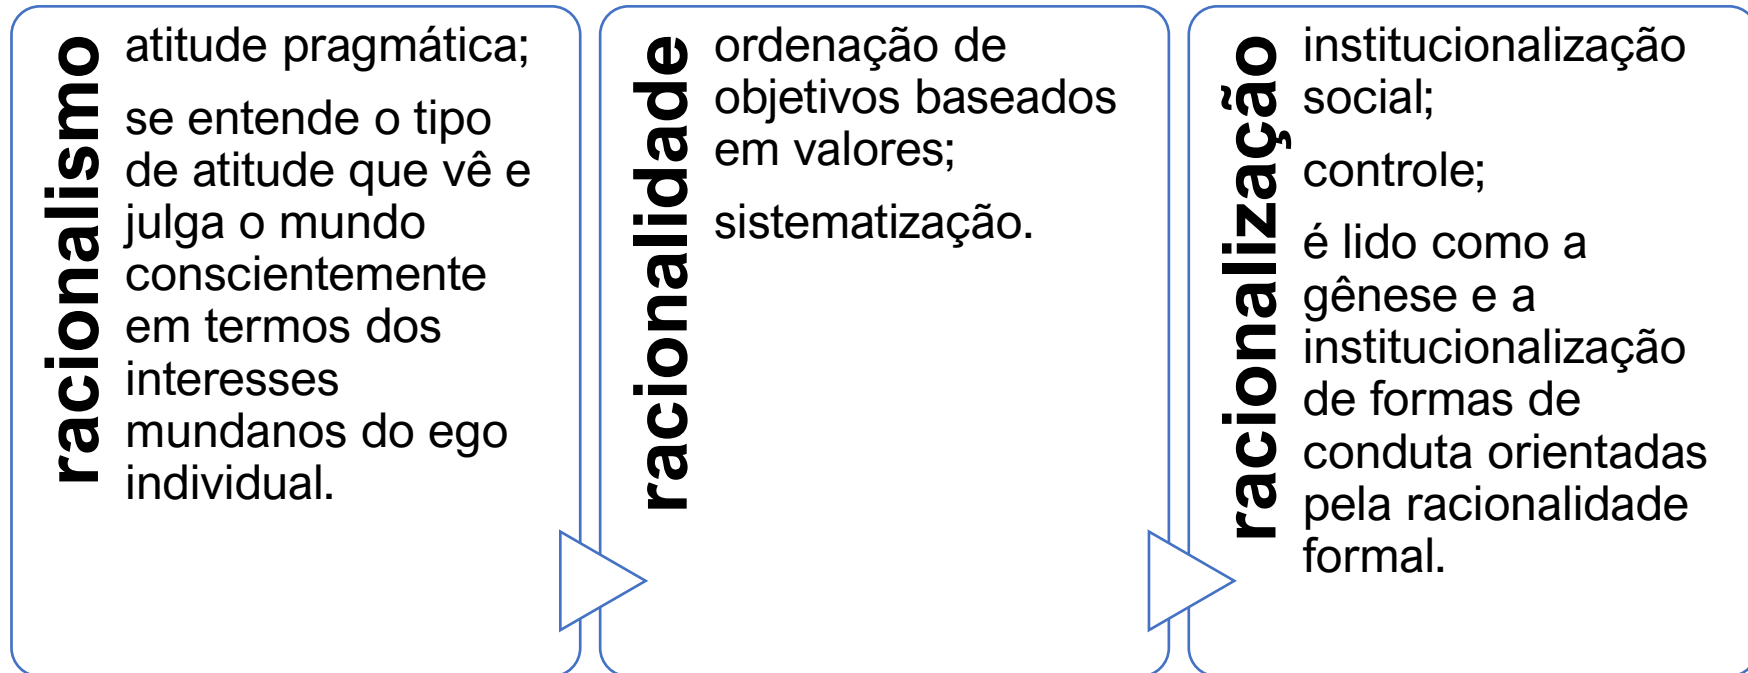 racionalismo
atitude pragmática;
se entende o tipo
de atitude que vê e
julga o mundo
conscientemente
em termos dos
interesses
mundanos do ego
individual.
racionalidade
ordenação de
objetivos baseados
em valores;
sistematização.
racionalização
institucionalização
social;
controle;
é lido como a
gênese e a
institucionalização
de formas de
conduta orientadas
pela racionalidade
formal.